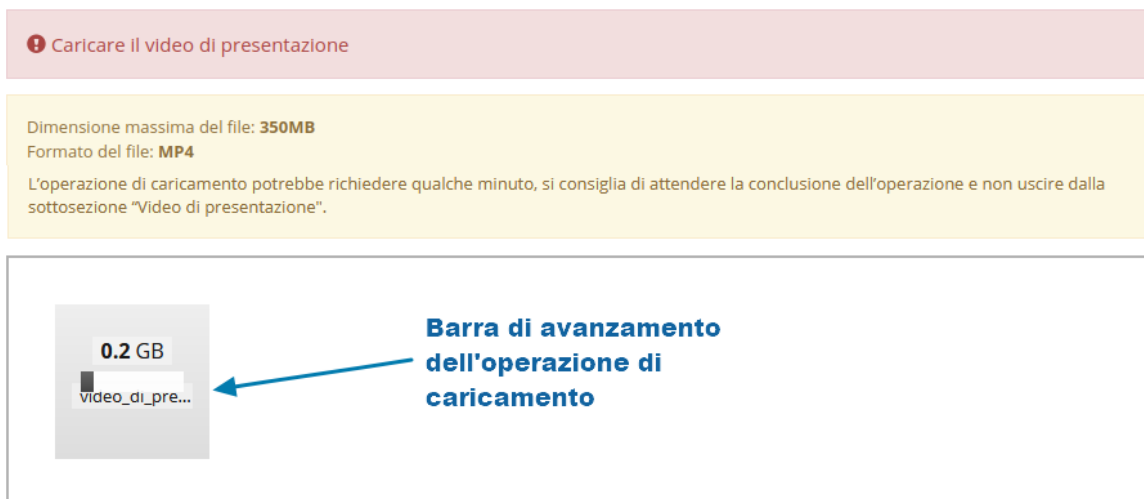 Caricare il video di presentazione
Dimensione massima del file: 350MB
Formato del file: MP4
L’operazione di caricamento potrebbe richiedere qualche minuto, si consiglia di attendere la conclusione dell’operazione e non uscire dalla
sottosezione “Video di presentazione".
0.2 GB
video_di_pre...
Barra di avanzamento
dell'operazione di
caricamento